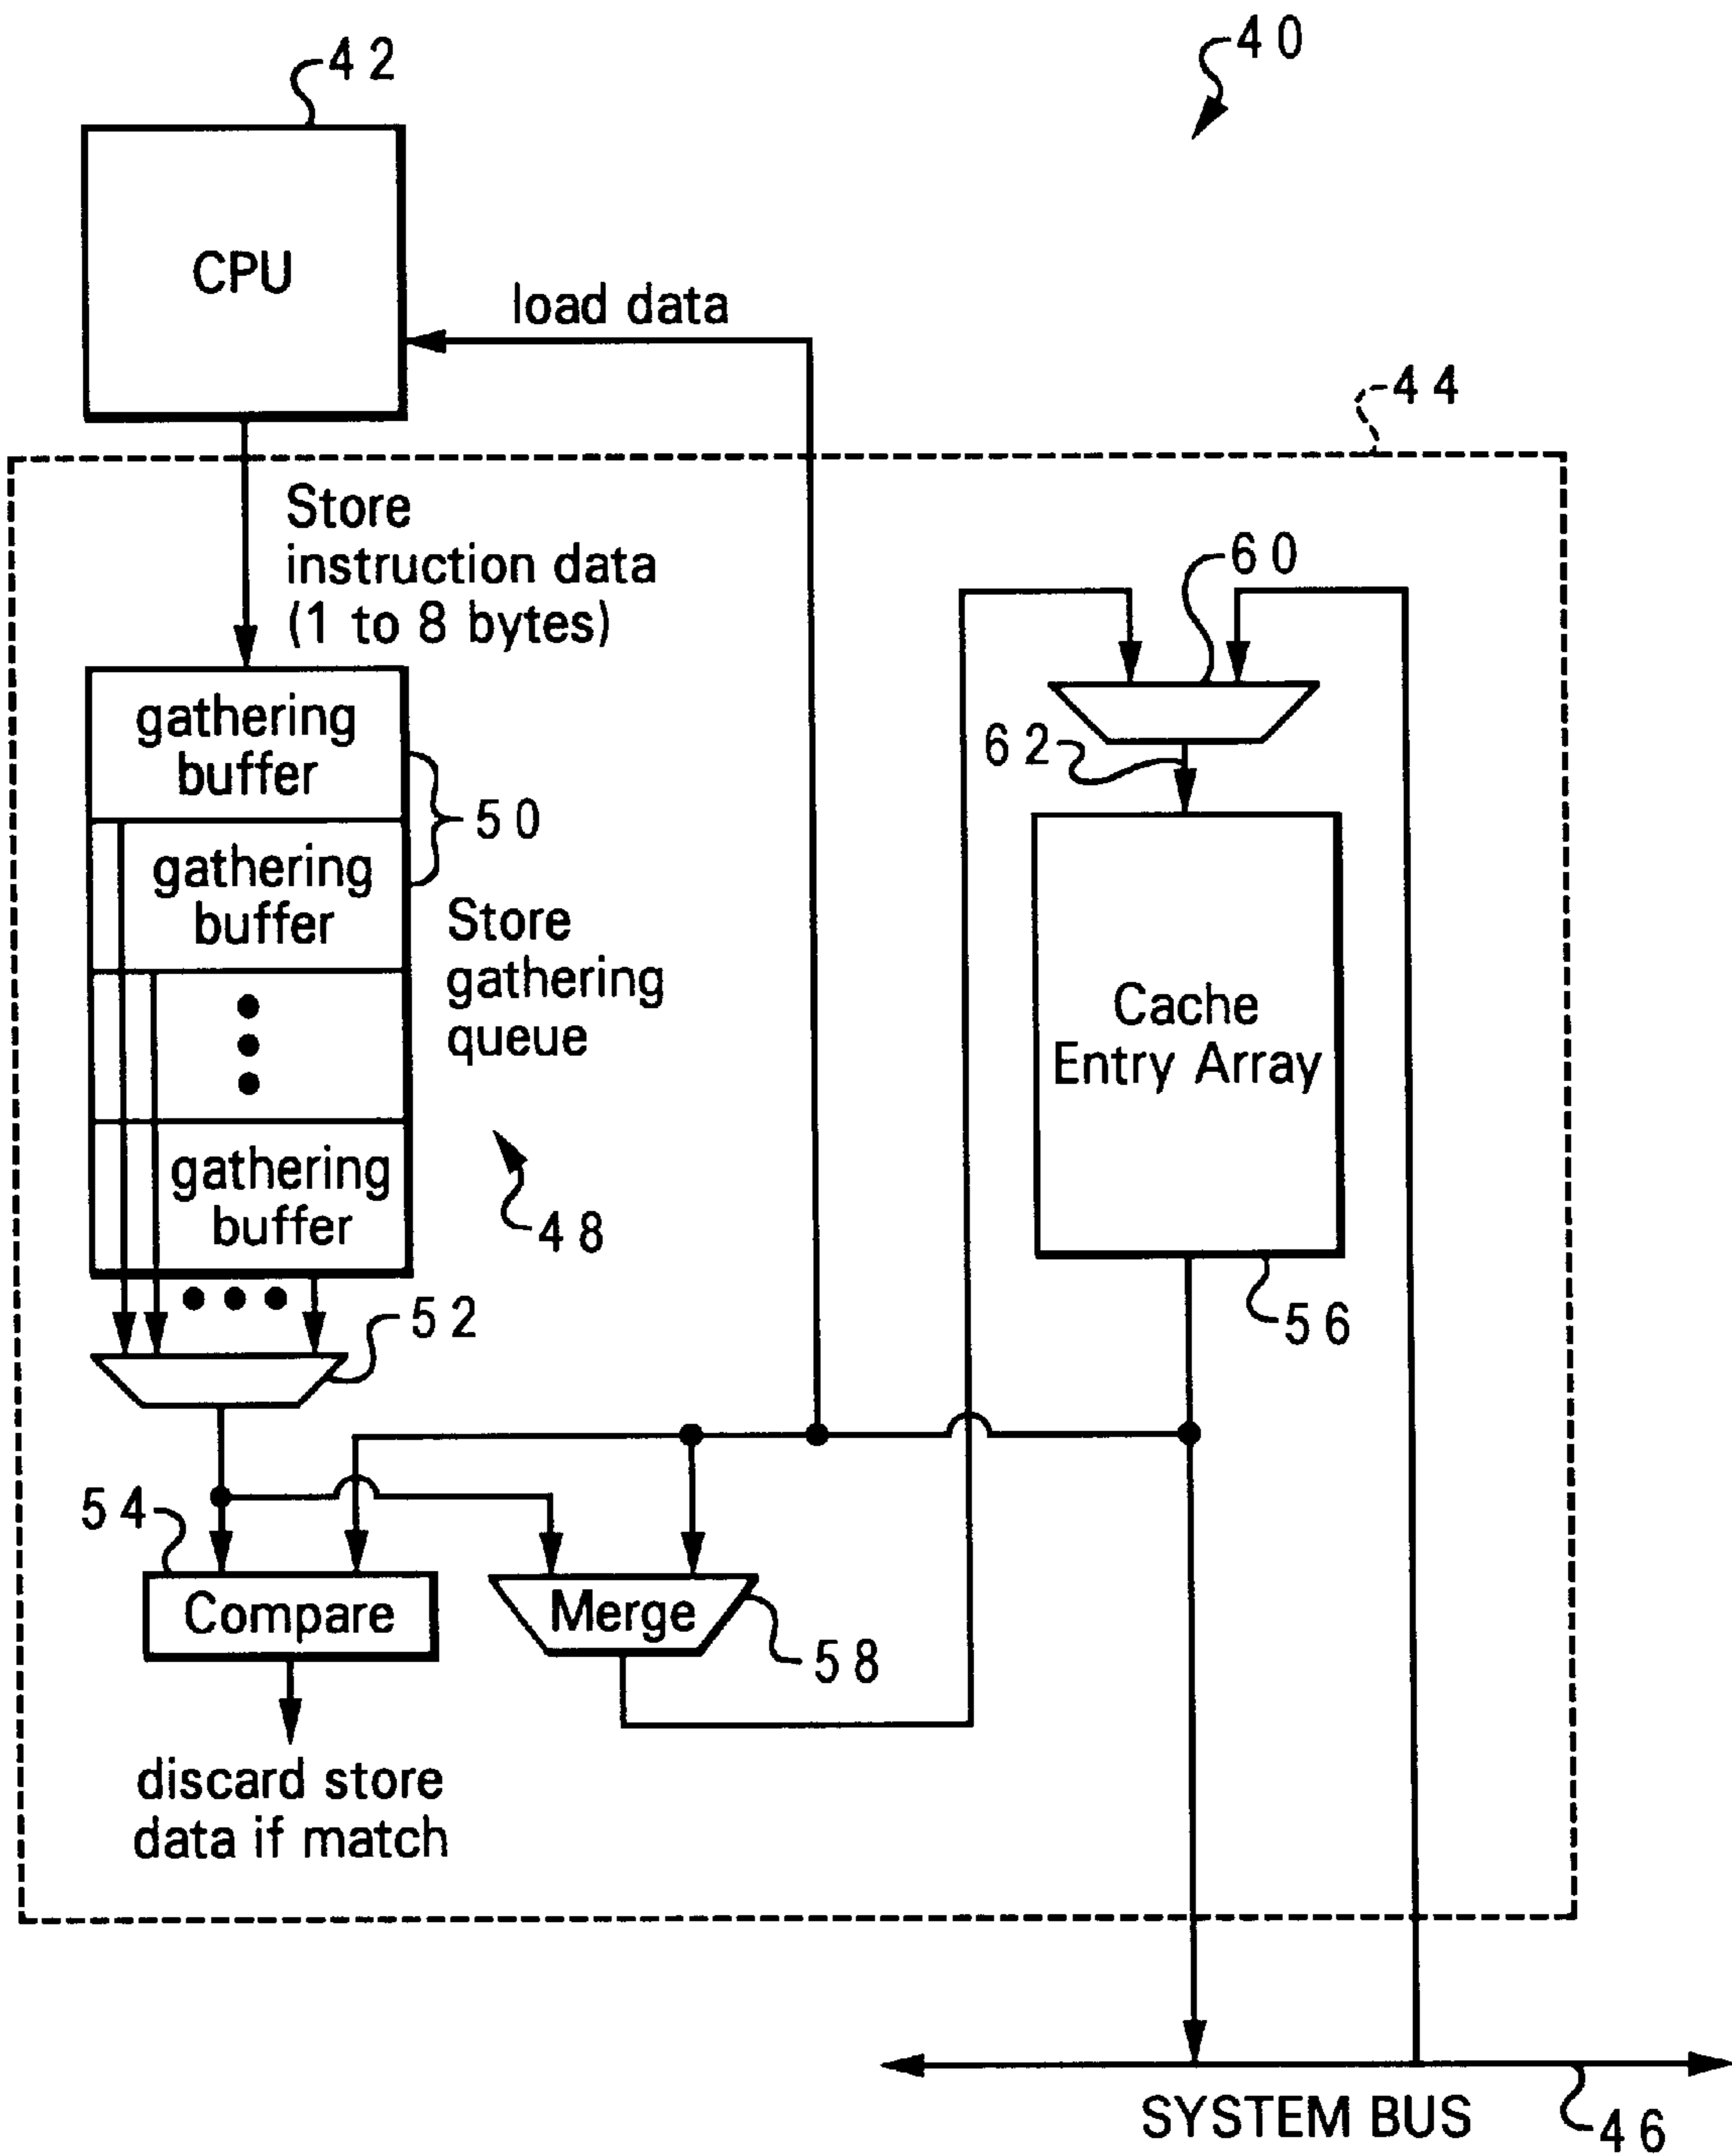 40
42
CPU
load data
44
Store
instruction data
(1 to 8 bytes)
60
gathering
buffer
62
50
gathering
buffer
Store
gathering
queue
Cache
Entry Array
gathering
buffer
48
52
56
54
Compare
Merge
58
discard store
data if match
SYSTEM BUS
46